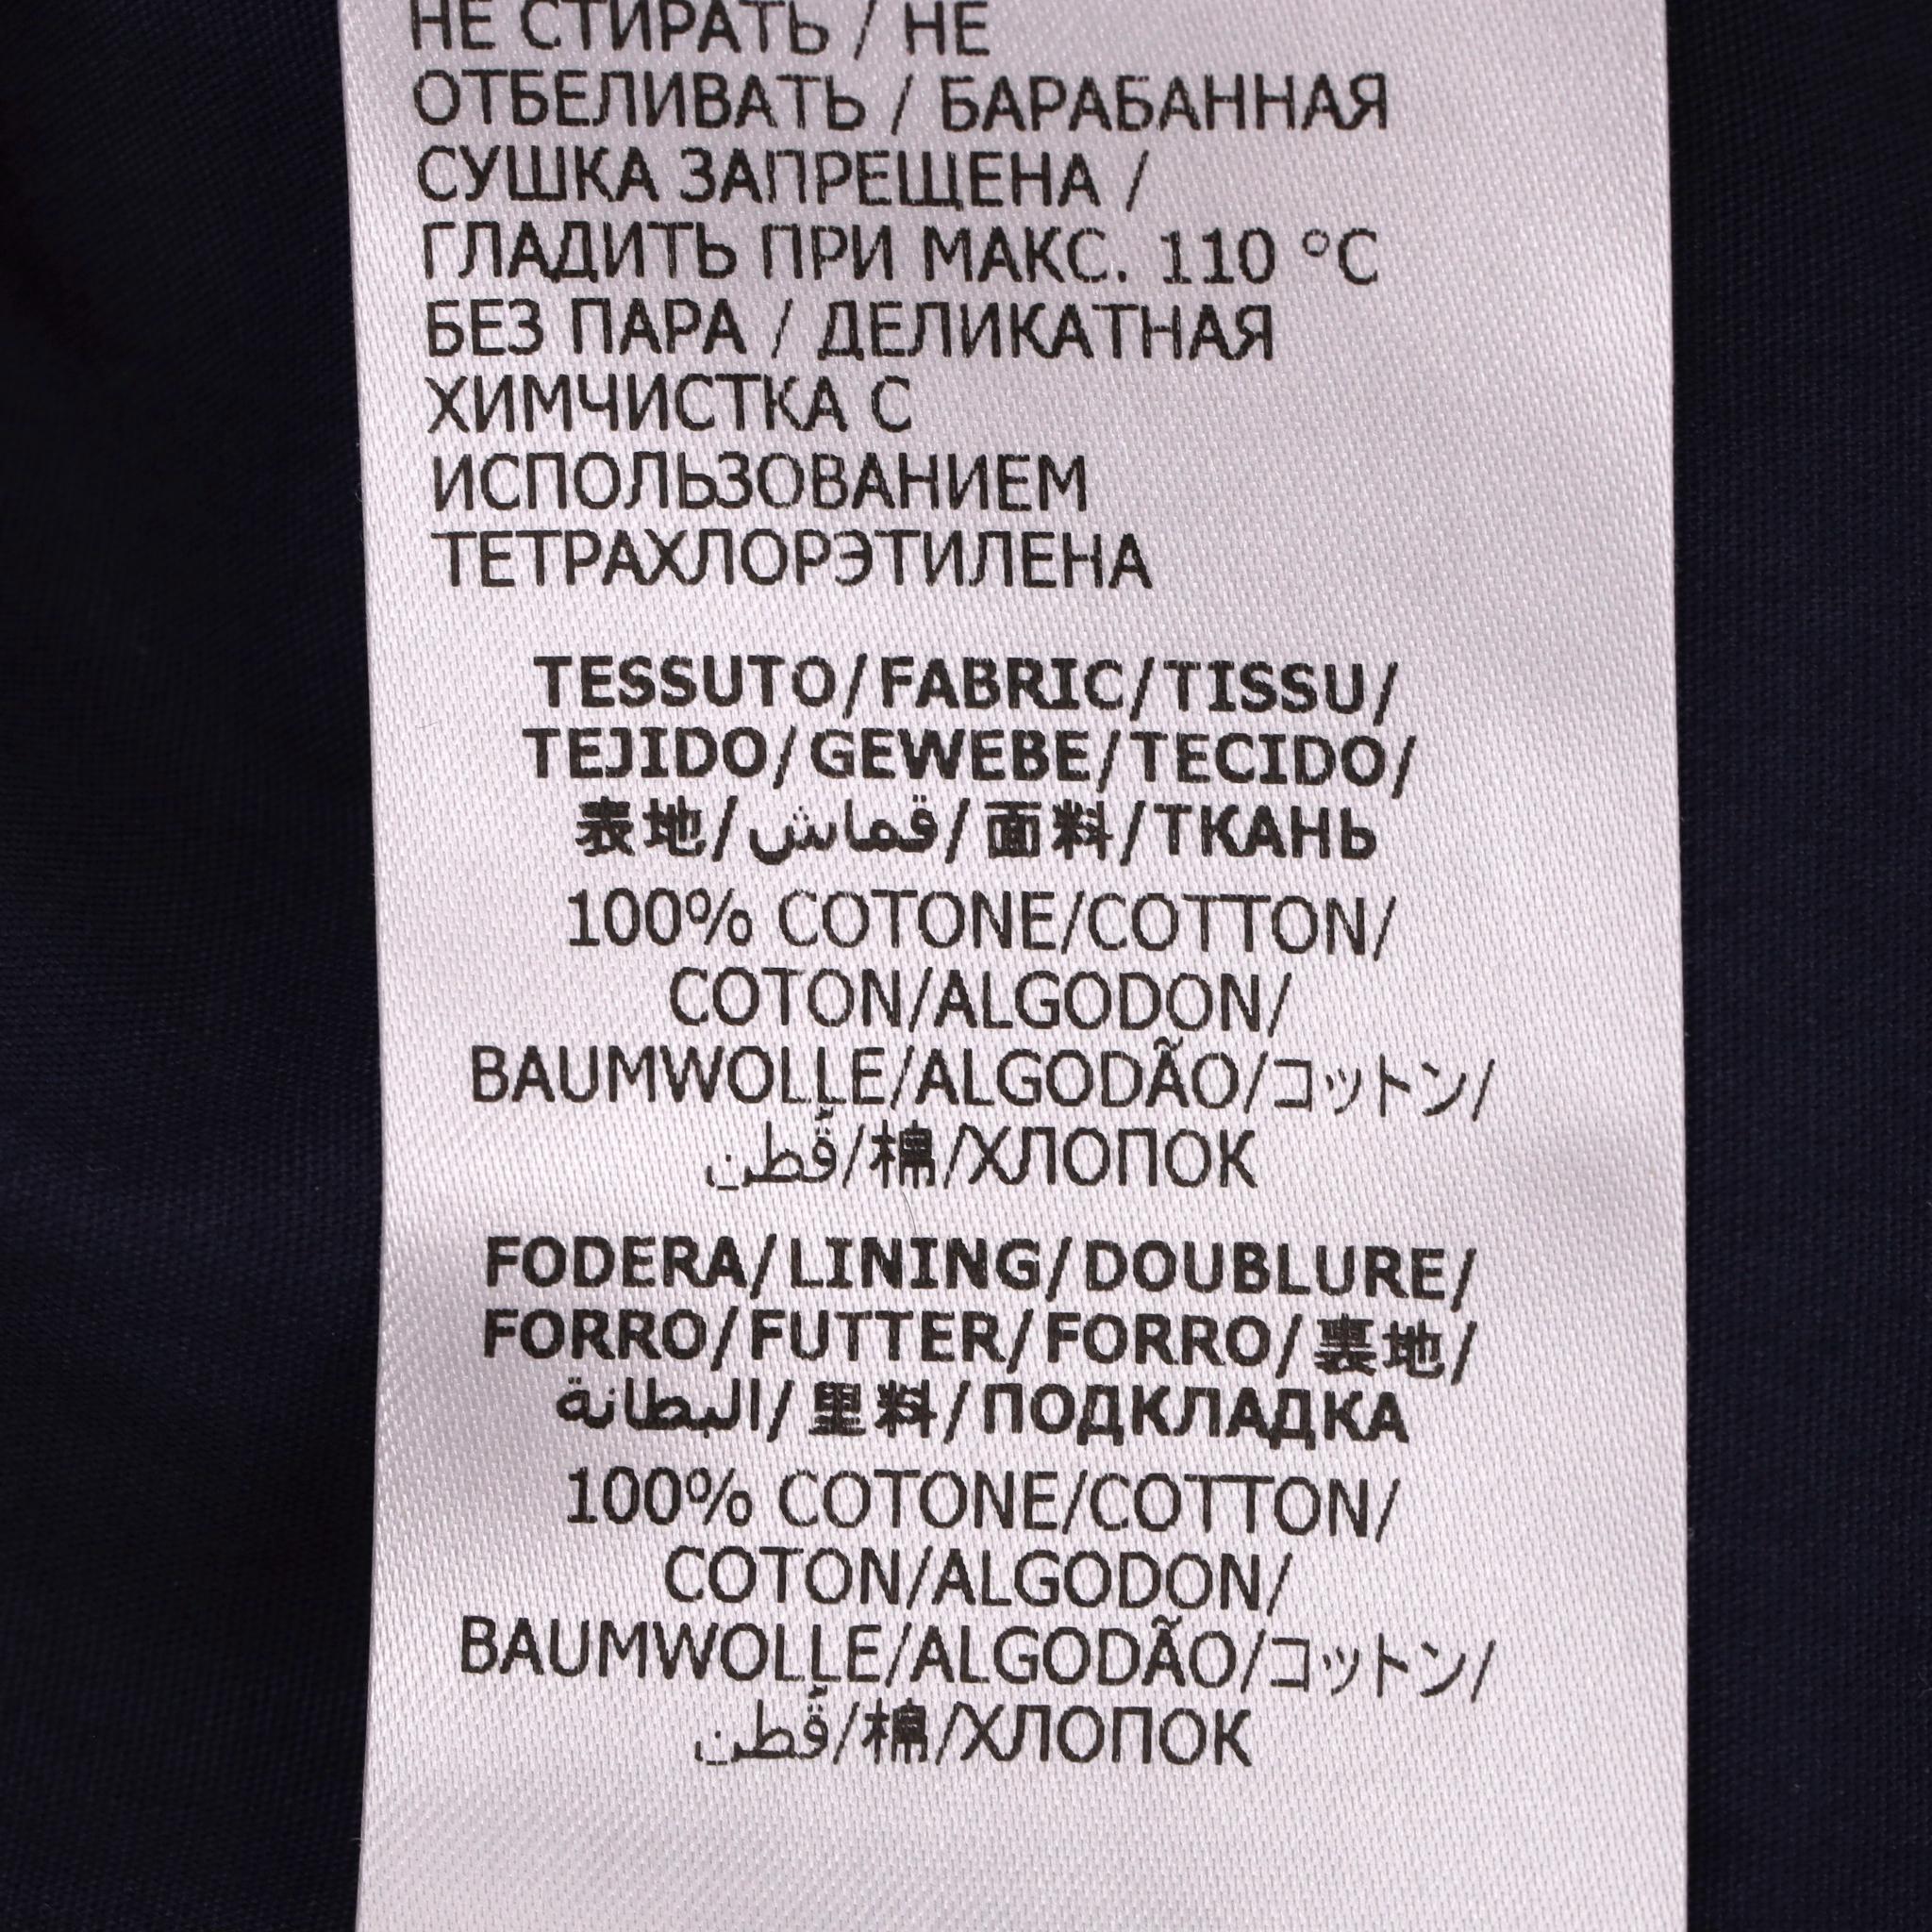 НЕ СТИРАТЬ / НЕ
ОТБЕЛИВАТЬ / БАРАБАННАЯ
СУШКА ЗАПРЕЩЕНА /
ГЛАДИТЬ ПРИ МАКС. 110 °C
БЕЗ ПАРА / ДЕЛИКАТНАЯ
ХИМЧИСТКА С
ИСПОЛЬЗОВАНИЕМ
ТЕТРАХЛОРЭТИЛЕНА
TESSUTO/FABRIC/TISSU/
TEJIDO/GEWEBE/TECIDO/
表地/قماش/面料/ТКАНЬ
100% COTONE/COTTON/
COTON/ALGODON/
BAUMWOLLE/ALGODÃO/コットン/
قُطن/棉/ХЛОПОК
FODERA/LINING/DOUBLURE/
FORRO/FUTTER/FORRO/裏地/
البطانة/里料/ПОДКЛАДКА
100% COTONE/COTTON/
COTON/ALGODON/
BAUMWOLLE/ALGODÃO/コットン/
قُطن/棉/ХЛОПОК